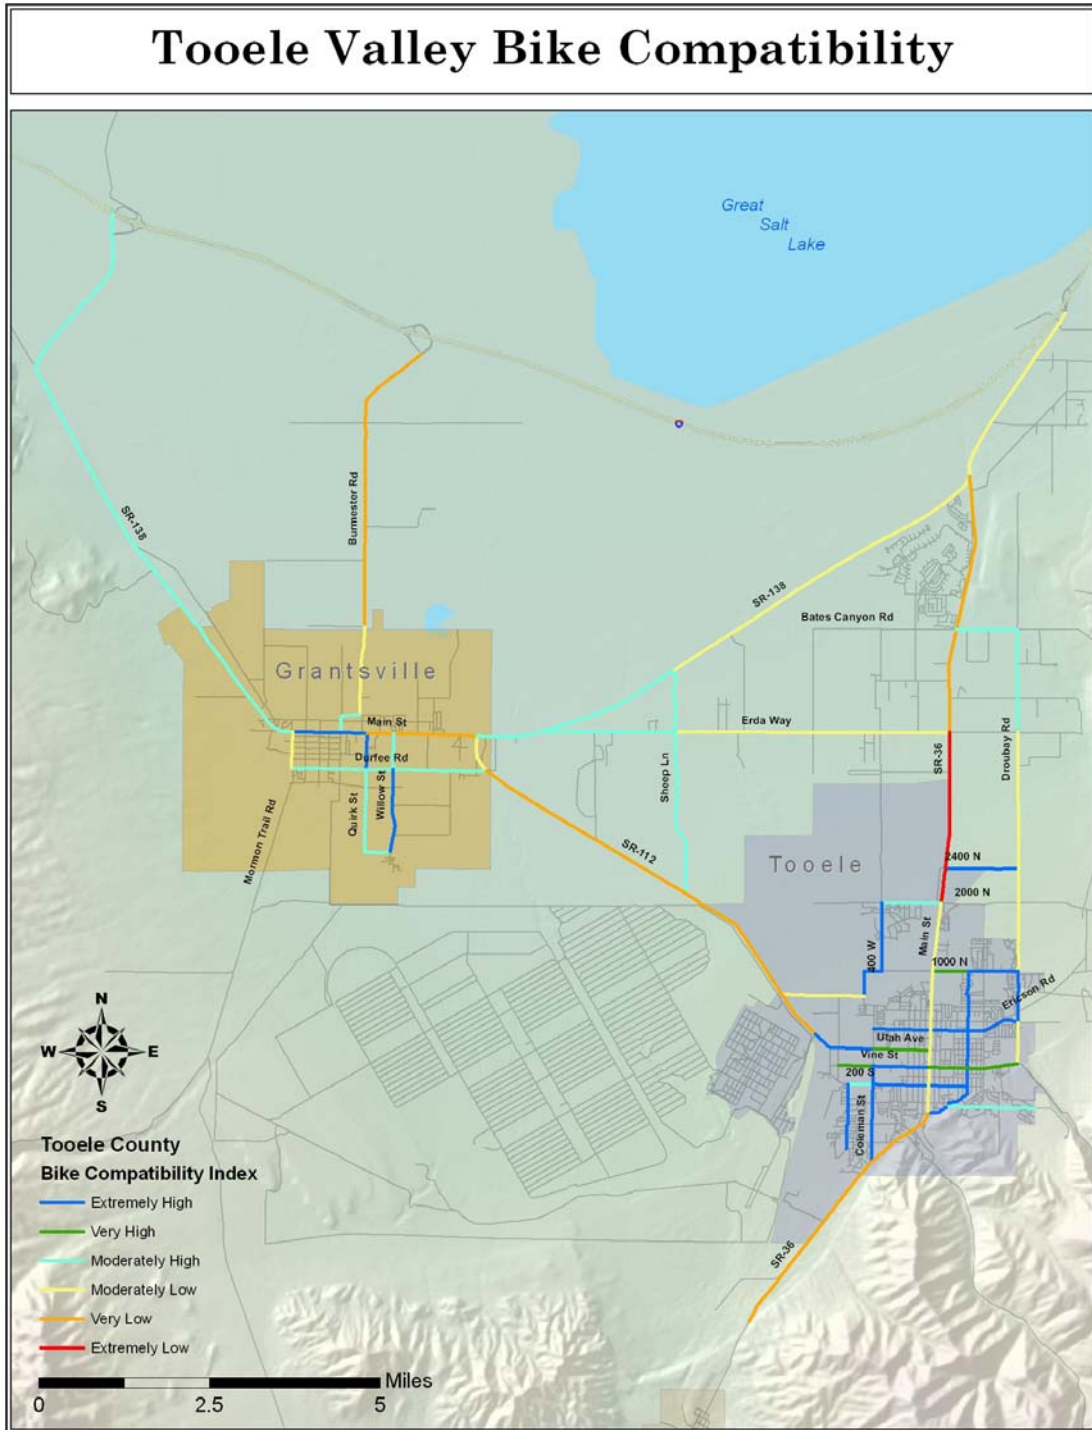 Tooele Valley Bike Compatibility
Great
Salt
Lake
Burmester Rd
SR-138
SR-138
Bates Canyon Rd
Grantsville
Main St
Erda Way
Durfee Rd
SR-36
Droubay Rd
Sheep Ln
Willow St
Quirk St
Mormon Trail Rd
SR-112
2400 N
Tooele
2000 N
Main St
400 W
1000 N
Ericson Rd
Utah Ave
Vine St
200 S
Coleman St
SR-36
N
W
E
S
Tooele County
Bike Compatibility Index
Extremely High
Very High
Moderately High
Moderately Low
Very Low
Extremely Low
Miles
0 2.5 5